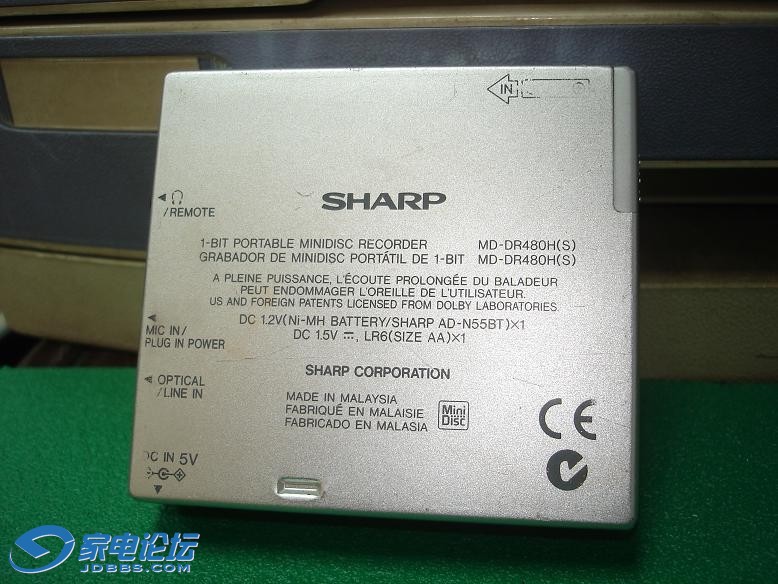 IN
/REMOTE
SHARP
1-BIT PORTABLE MINIDISC RECORDER MD-DR480H(S)
GRABADOR DE MINIDISC PORTÁTIL DE 1-BIT MD-DR480H(S)
A PLEINE PUISSANCE, L'ÉCOUTE PROLONGÉE DU BALADEUR
PEUT ENDOMMAGER L'OREILLE DE L'UTILISATEUR.
US AND FOREIGN PATENTS LICENSED FROM DOLBY LABORATORIES.
DC 1.2V(Ni-MH BATTERY/SHARP AD-N55BT)×1
DC 1.5V ⎓, LR6(SIZE AA)×1
MIC IN /
PLUG IN POWER
SHARP CORPORATION
OPTICAL
/LINE IN
MADE IN MALAYSIA
FABRIQUÉ EN MALAISIE
FABRICADO EN MALASIA
Mini
Disc
CE
DC IN 5V
家电论坛
JDBBS.COM